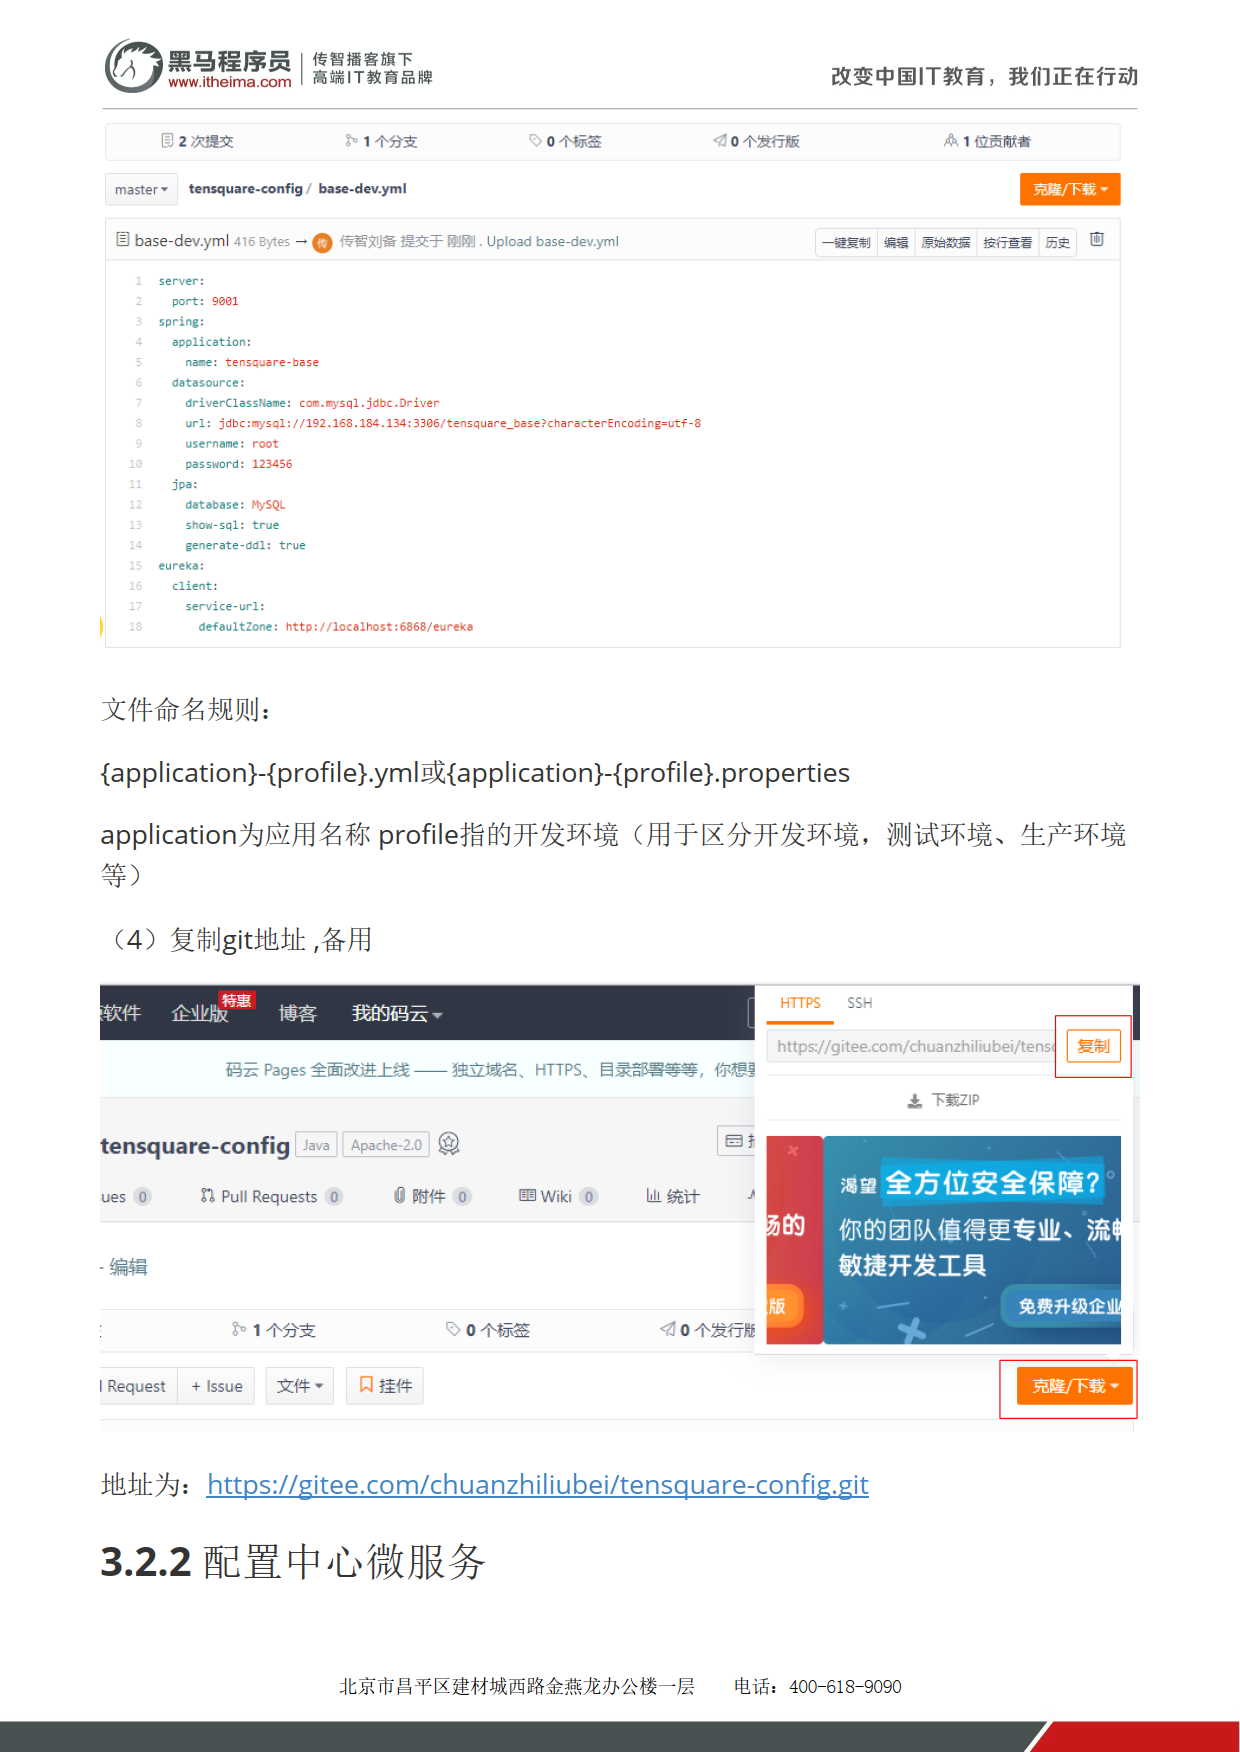 黑马程序员
www.itheima.com
传智播客旗下
高端IT教育品牌
改变中国IT教育，我们正在行动
2 次提交
1 个分支
0 个标签
0 个发行版
1 位贡献者
master
tensquare-config / base-dev.yml
克隆/下载
base-dev.yml 416 Bytes → 传 传智刘备 提交于 刚刚 . Upload base-dev.yml
一键复制 编辑 原始数据 按行查看 历史
1 server:
2   port: 9001
3 spring:
4   application:
5     name: tensquare-base
6   datasource:
7     driverClassName: com.mysql.jdbc.Driver
8     url: jdbc:mysql://192.168.184.134:3306/tensquare_base?characterEncoding=utf-8
9     username: root
10     password: 123456
11   jpa:
12     database: MySQL
13     show-sql: true
14     generate-ddl: true
15 eureka:
16   client:
17     service-url:
18       defaultZone: http://localhost:6868/eureka
文件命名规则：
{application}-{profile}.yml或{application}-{profile}.properties
application为应用名称 profile指的开发环境（用于区分开发环境，测试环境、生产环境
等）
（4）复制git地址 ,备用
软件 企业版 特惠 博客 我的码云
HTTPS SSH
https://gitee.com/chuanzhiliubei/tens
复制
码云 Pages 全面改进上线 —— 独立域名、HTTPS、目录部署等等，你想要
下载ZIP
tensquare-config Java Apache-2.0
ues 0 Pull Requests 0 附件 0 Wiki 0 统计
渴望 全方位安全保障?
你的团队值得更专业、流畅
敏捷开发工具
免费升级企业
场的
版
- 编辑
1 个分支
0 个标签
0 个发行版
Request + Issue 文件 挂件
克隆/下载
地址为：https://gitee.com/chuanzhiliubei/tensquare-config.git
3.2.2 配置中心微服务
北京市昌平区建材城西路金燕龙办公楼一层 电话：400-618-9090